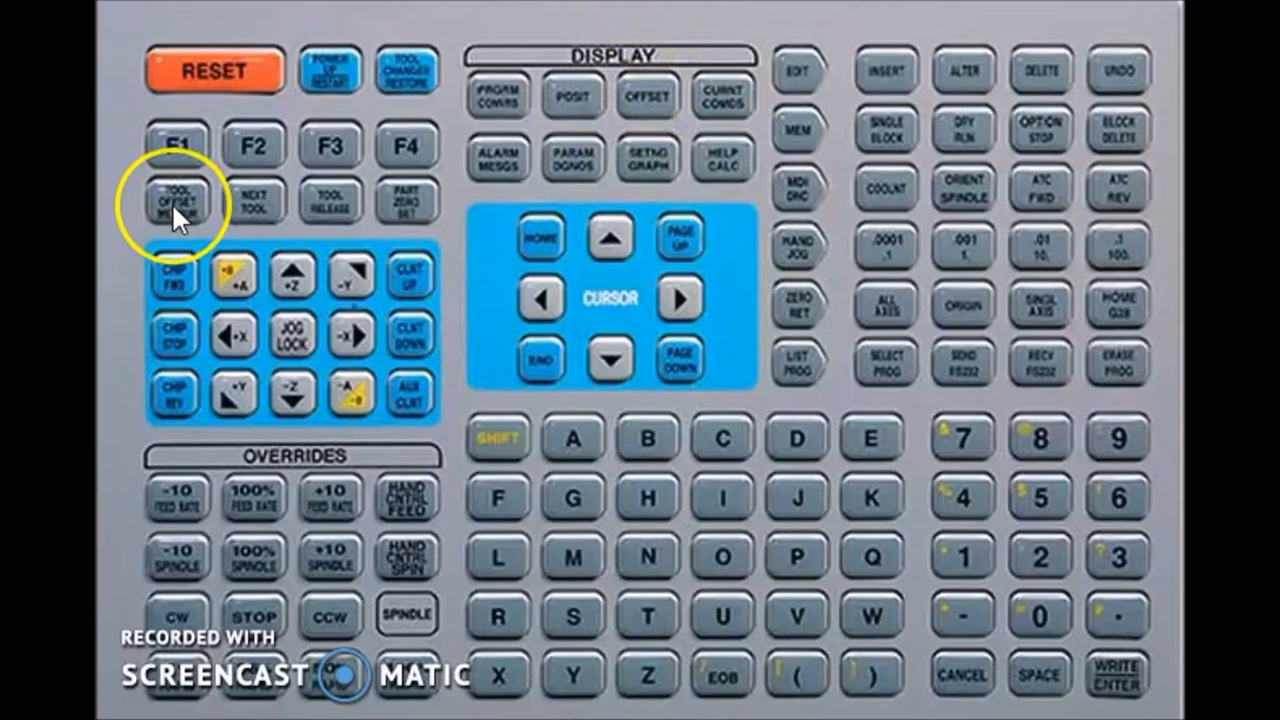 RESET
POWER
UP
RESTART
TOOL
CHANGER
RESTORE
F1
F2
F3
F4
TOOL
OFFSET
NEXT
TOOL
TOOL
RELEASE
PART
ZERO
SET
CHIP
FWD
+B
+A
+Z
-Y
CLNT
UP
CHIP
STOP
+X
JOG
LOCK
-X
CLNT
DOWN
CHIP
REV
+Y
-Z
-A
-B
AUX
CLNT
OVERRIDES
-10
FEED RATE
100%
FEED RATE
+10
FEED RATE
HAND
CNTRL
FEED
-10
SPINDLE
100%
SPINDLE
+10
SPINDLE
HAND
CNTRL
SPIN
CW
STOP
CCW
SPINDLE
DISPLAY
PRGRM
CONVRS
POSIT
OFFSET
CURNT
COMDS
ALARM
MESGS
PARAM
DGNOS
SETNG
GRAPH
HELP
CALC
HOME
PAGE
UP
CURSOR
END
PAGE
DOWN
EDIT
INSERT
ALTER
DELETE
UNDO
MEM
SINGLE
BLOCK
DRY
RUN
OPTION
STOP
BLOCK
DELETE
MDI
DNC
COOLNT
ORIENT
SPINDLE
ATC
FWD
ATC
REV
HAND
JOG
.0001
.1
.001
1.
.01
10.
.1
100.
ZERO
RET
ALL
AXES
ORIGIN
SINGL
AXIS
HOME
G28
LIST
PROG
SELECT
PROG
SEND
RS232
RECV
RS232
ERASE
PROG
SHIFT
A
B
C
D
E
7
8
9
F
G
H
I
J
K
4
5
6
L
M
N
O
P
Q
1
2
3
R
S
T
U
V
W
-
0
.
X
Y
Z
EOB
(
)
CANCEL
SPACE
WRITE
ENTER
RECORDED WITH
SCREENCAST MATIC